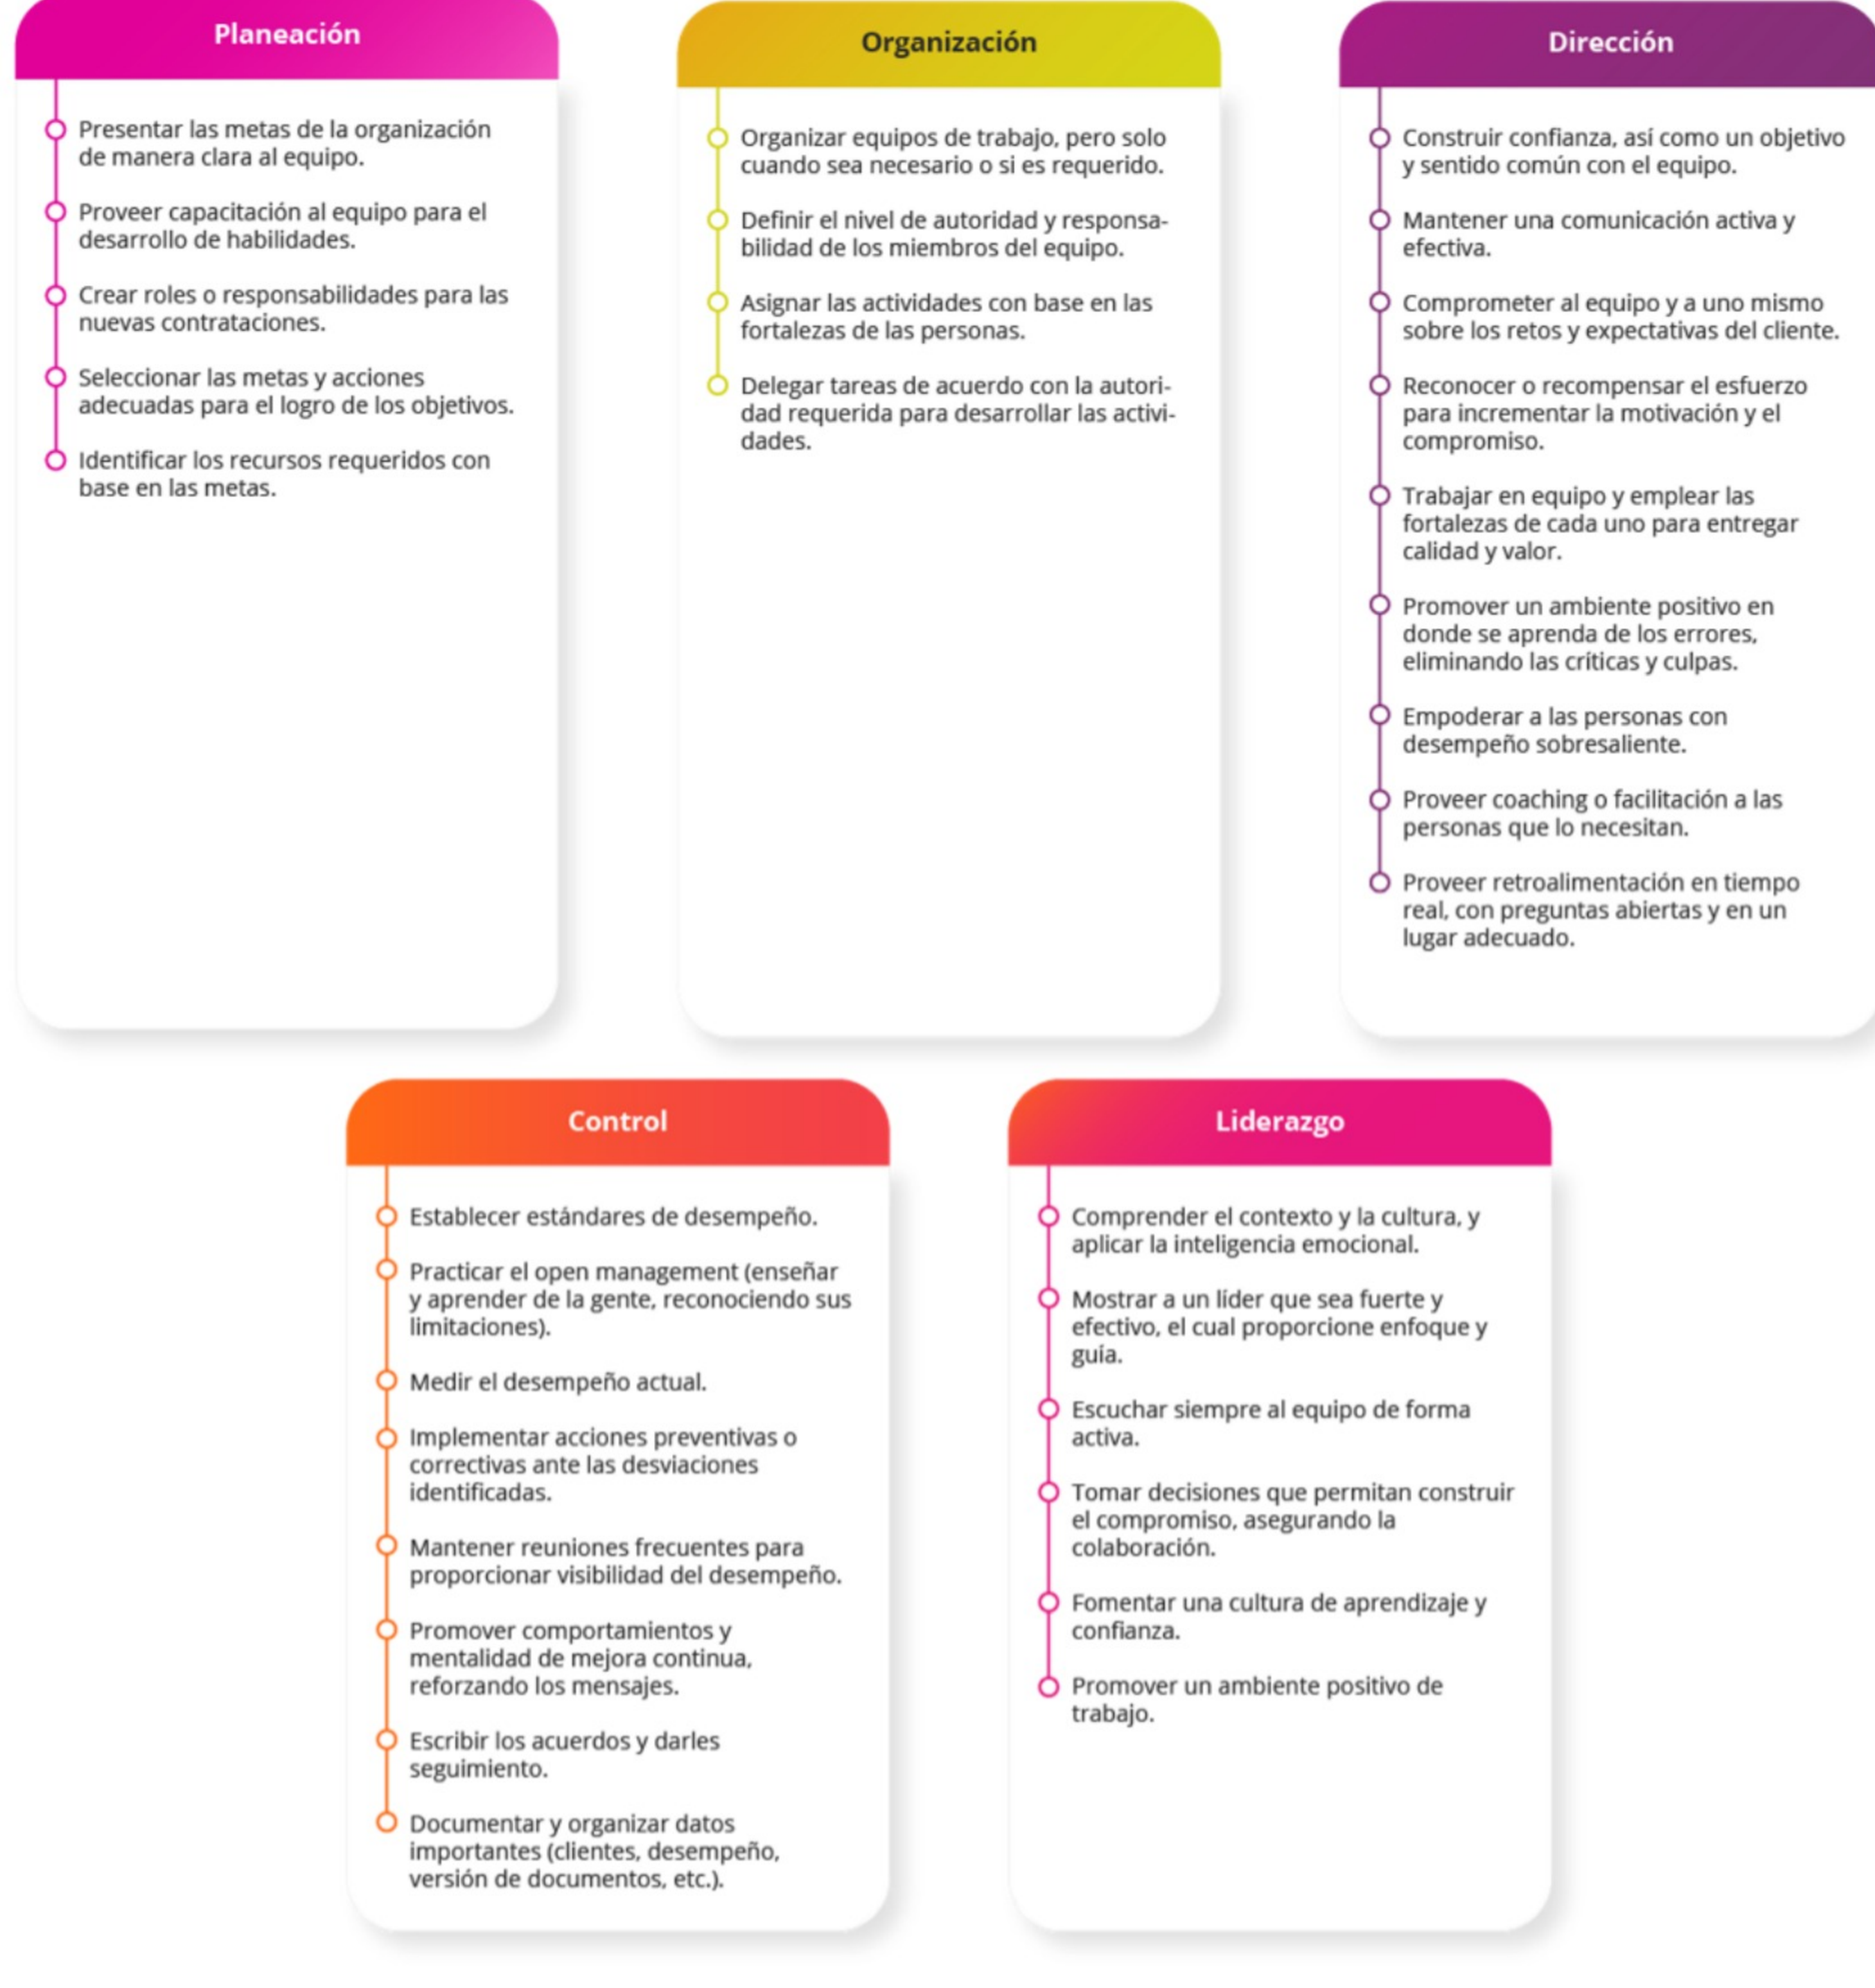 Planeación
Presentar las metas de la organización
de manera clara al equipo.
Proveer capacitación al equipo para el
desarrollo de habilidades.
Crear roles o responsabilidades para las
nuevas contrataciones.
Seleccionar las metas y acciones
adecuadas para el logro de los objetivos.
Identificar los recursos requeridos con
base en las metas.
Organización
Organizar equipos de trabajo, pero solo
cuando sea necesario o si es requerido.
Definir el nivel de autoridad y responsa-
bilidad de los miembros del equipo.
Asignar las actividades con base en las
fortalezas de las personas.
Delegar tareas de acuerdo con la autori-
dad requerida para desarrollar las activi-
dades.
Dirección
Construir confianza, así como un objetivo
y sentido común con el equipo.
Mantener una comunicación activa y
efectiva.
Comprometer al equipo y a uno mismo
sobre los retos y expectativas del cliente.
Reconocer o recompensar el esfuerzo
para incrementar la motivación y el
compromiso.
Trabajar en equipo y emplear las
fortalezas de cada uno para entregar
calidad y valor.
Promover un ambiente positivo en
donde se aprenda de los errores,
eliminando las críticas y culpas.
Empoderar a las personas con
desempeño sobresaliente.
Proveer coaching o facilitación a las
personas que lo necesitan.
Proveer retroalimentación en tiempo
real, con preguntas abiertas y en un
lugar adecuado.
Control
Establecer estándares de desempeño.
Practicar el open management (enseñar
y aprender de la gente, reconociendo sus
limitaciones).
Medir el desempeño actual.
Implementar acciones preventivas o
correctivas ante las desviaciones
identificadas.
Mantener reuniones frecuentes para
proporcionar visibilidad del desempeño.
Promover comportamientos y
mentalidad de mejora continua,
reforzando los mensajes.
Escribir los acuerdos y darles
seguimiento.
Documentar y organizar datos
importantes (clientes, desempeño,
versión de documentos, etc.).
Liderazgo
Comprender el contexto y la cultura, y
aplicar la inteligencia emocional.
Mostrar a un líder que sea fuerte y
efectivo, el cual proporcione enfoque y
guía.
Escuchar siempre al equipo de forma
activa.
Tomar decisiones que permitan construir
el compromiso, asegurando la
colaboración.
Fomentar una cultura de aprendizaje y
confianza.
Promover un ambiente positivo de
trabajo.